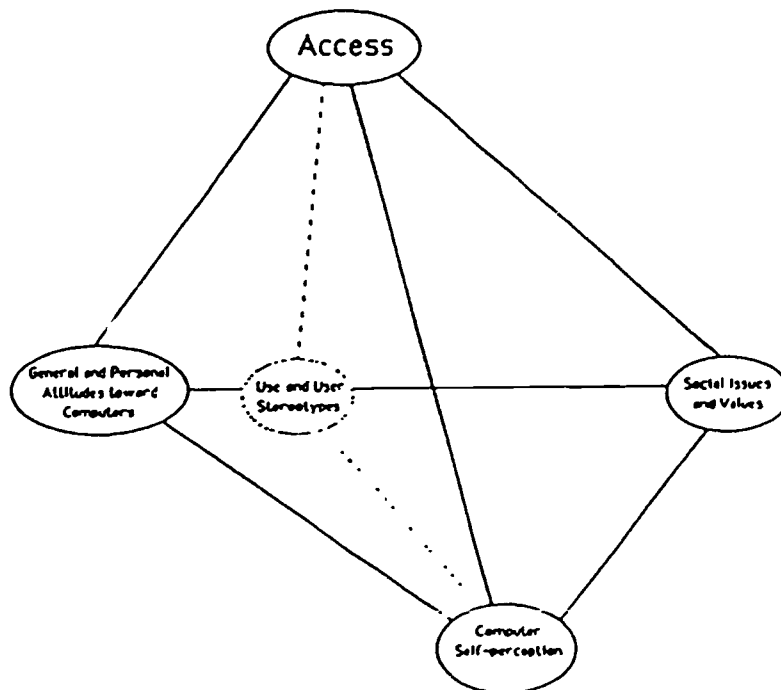 Access
General and Personal
Attitudes toward
Computers
Use and User
Stereotypes
Social Issues
and Values
Computer
Self-perception